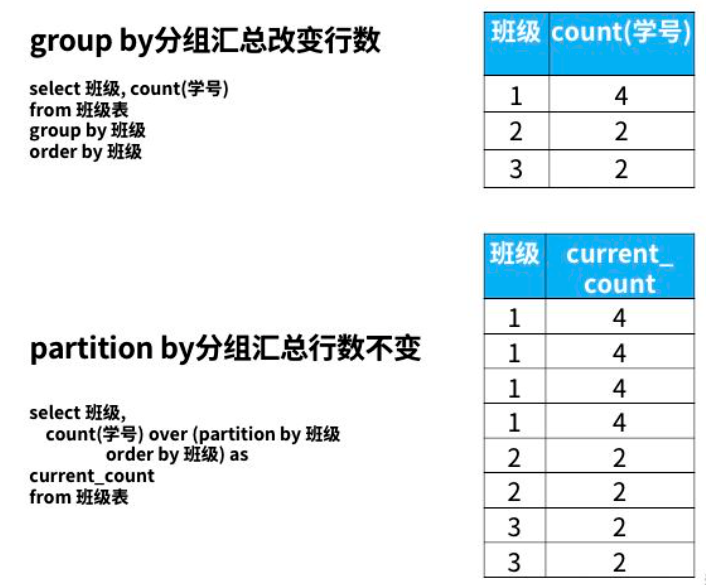 group by分组汇总改变行数
select 班级, count(学号)
from 班级表
group by 班级
order by 班级
班级 count(学号)
1 4
2 2
3 2
partition by分组汇总行数不变
select 班级,
count(学号) over (partition by 班级
order by 班级) as
current_count
from 班级表
班级 current_
count
1 4
1 4
1 4
1 4
2 2
2 2
3 2
3 2